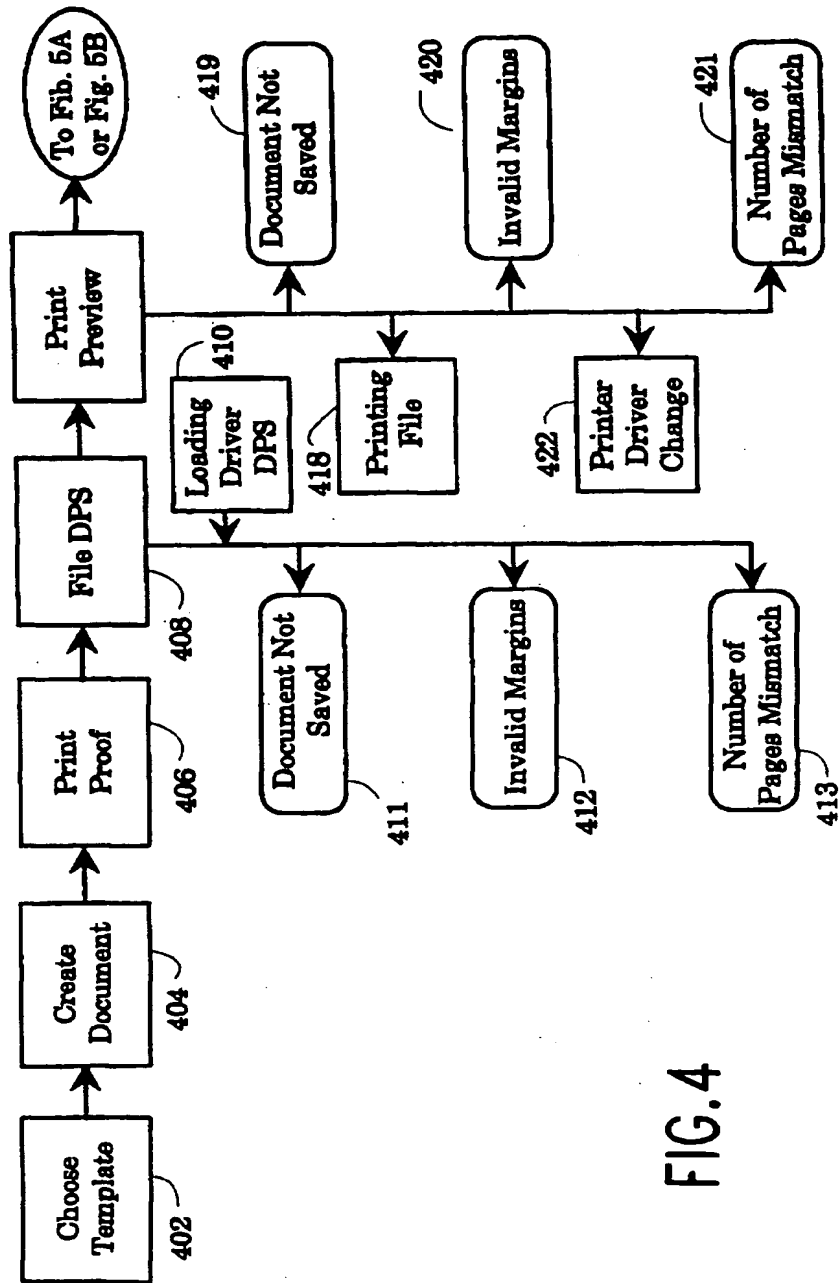 Choose
Template
402
Create
Document
404
Print
Proof
406
File DPS
408
Print
Preview
To Fib. 5A
or Fig. 5B
Loading
Driver
DPS
410
Document Not
Saved
411
Invalid Margins
412
Number of
Pages Mismatch
413
Printing
File
418
Printer
Driver
Change
422
Document Not
Saved
419
Invalid Margins
420
Number of
Pages Mismatch
421
FIG.4